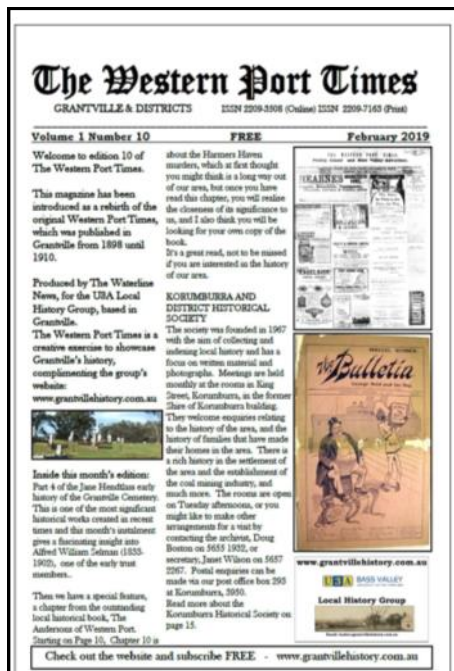 The Western Port Times
GRANTVILLE & DISTRICTS ISSN 2209-3508 (Online) ISSN 2209-7163 (Print)
Volume 1 Number 10 FREE February 2019
Welcome to edition 10 of
The Western Port Times.
This magazine has been
introduced as a rebirth of the
original Western Port Times,
which was published in
Grantville from 1898 until
1910.
Produced by The Waterline
News, for the U3A Local
History Group, based in
Grantville.
The Western Port Times is a
creative exercise to showcase
Grantville's history,
complimenting the group's
website:
www.grantvillehistory.com.au
Inside this month's edition:
Part 4 of the Jane Hendtlass early
history of the Grantville Cemetery.
This is one of the most significant
historical works created in recent
times and this month's instalment
gives a fascinating insight into
Alfred William Selman (1835-
1902), one of the early trust
members..
Then we have a special feature,
a chapter from the outstanding
local historical book, The
Andersons of Western Port.
Starting on Page 10, Chapter 10 is
about the Harmers Haven
murders, which at first thought
you might think is a long way out
of our area, but once you have
read this chapter, you will realise
the closeness of its significance to
us, and I also think you will be
looking for your own copy of the
book.
It's a great read, not to be missed
if you are interested in the history
of our area.
KORUMBURRA AND
DISTRICT HISTORICAL
SOCIETY
The society was founded in 1967
with the aim of collecting and
indexing local history and has a
focus on written material and
photographs. Meetings are held
monthly at the rooms in King
Street, Korumburra, in the former
Shire of Korumburra building.
They welcome enquiries relating
to the history of the area, and the
history of families that have made
their homes in the area. There is
a rich history in the settlement of
the area and the establishment of
the coal mining industry, and
much more. The rooms are open
on Tuesday afternoons, or you
might like to make other
arrangements for a visit by
contacting the archivist, Doug
Boston on 5655 1932, or
secretary, Janet Wilson on 5657
2267. Postal enquiries can be
made via our post office box 293
at Korumburra, 3950.
Read more about the
Korumburra Historical Society on
page 15.
HEARNE'S
The Bulletin
www.grantvillehistory.com.au
U3A BASS VALLEY
Local History Group
Check out the website and subscribe FREE - www.grantvillehistory.com.au